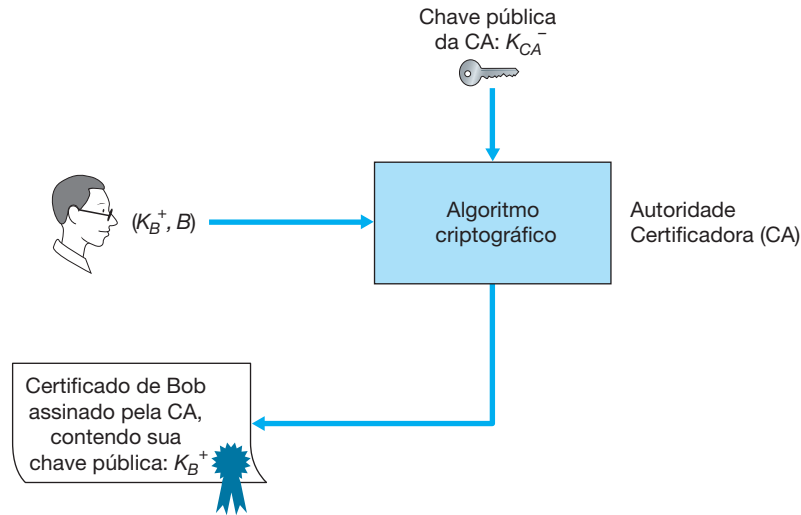 Chave pública
da CA: K_CA^−
(K_B^+, B)
Algoritmo
criptográfico
Autoridade
Certificadora (CA)
Certificado de Bob
assinado pela CA,
contendo sua
chave pública: K_B^+